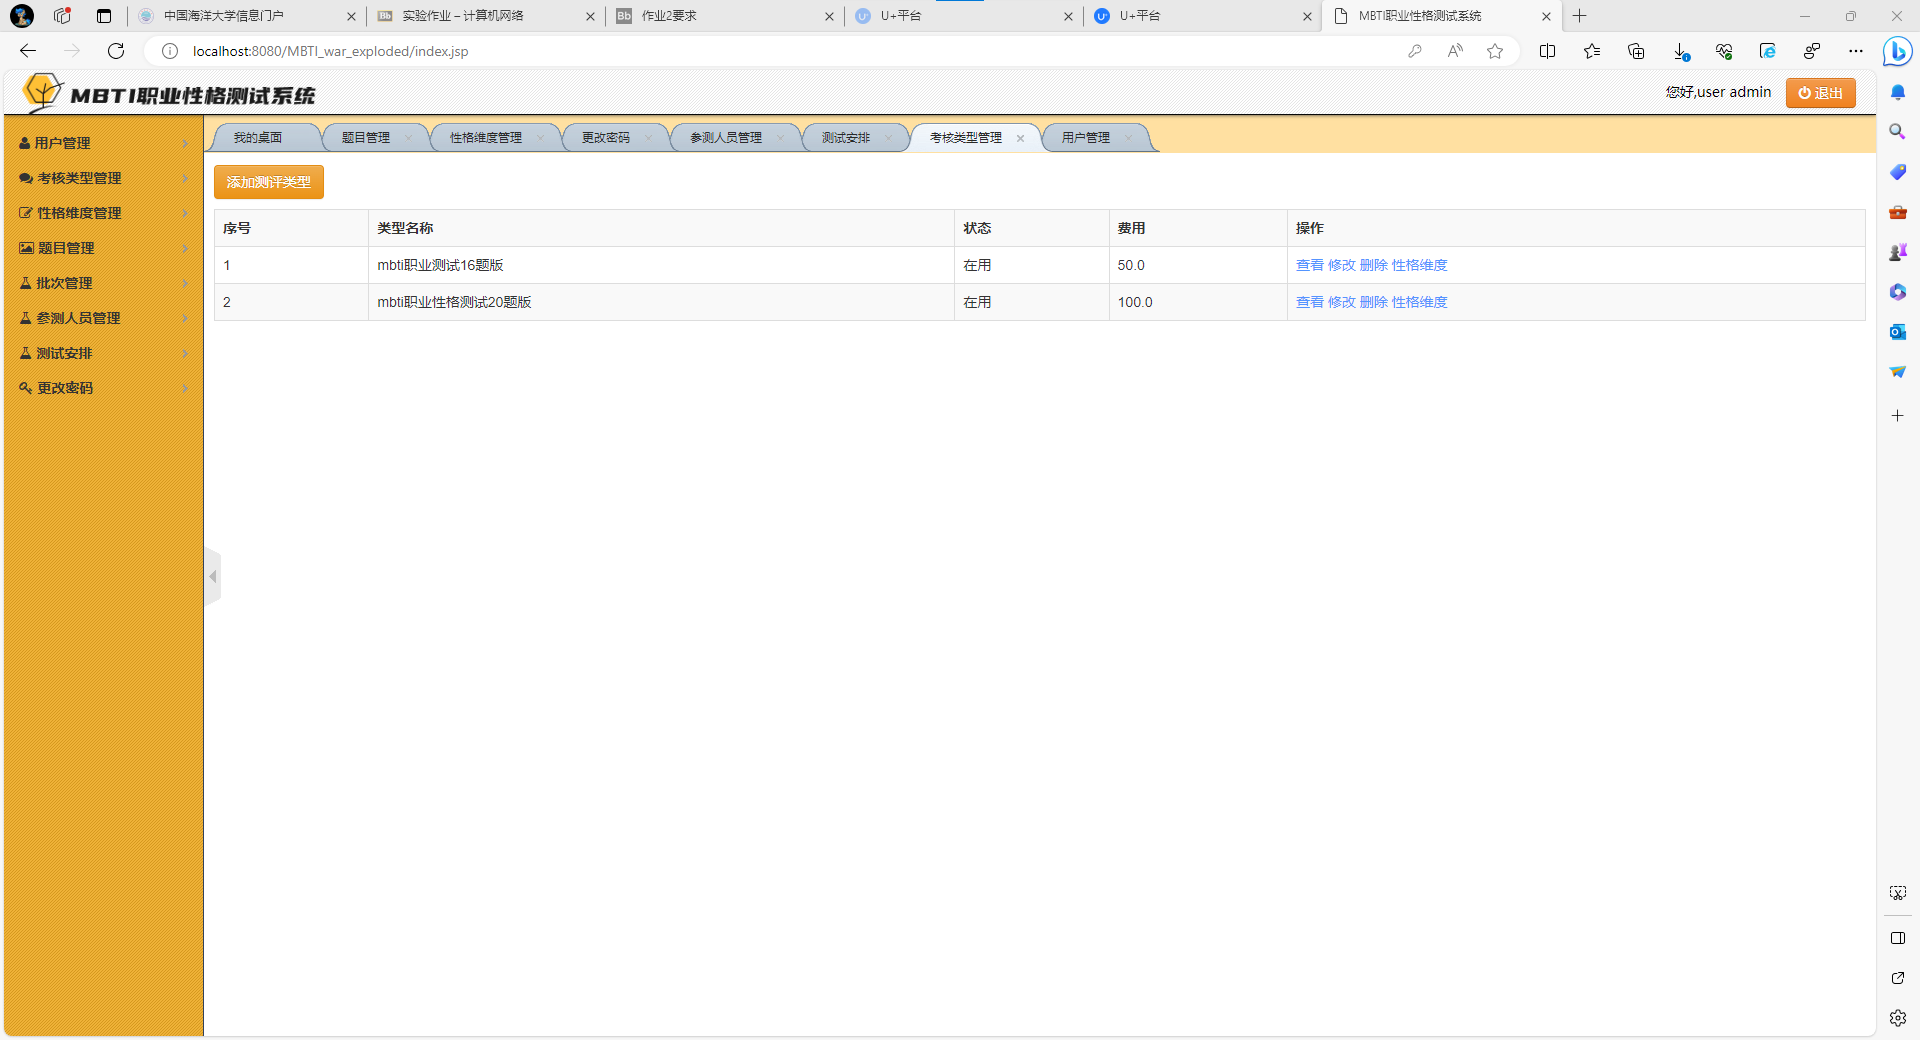 中国海洋大学信息门户
实验作业 – 计算机网络
作业2要求
U+平台
U+平台
MBTI职业性格测试系统
localhost:8080/MBTI_war_exploded/index.jsp
MBTI职业性格测试系统
您好,user admin
退出
用户管理
考核类型管理
性格维度管理
题目管理
批次管理
参测人员管理
测试安排
更改密码
我的桌面
题目管理
性格维度管理
更改密码
参测人员管理
测试安排
考核类型管理
用户管理
添加测评类型
序号 类型名称 状态 费用 操作
1 mbti职业测试16题版 在用 50.0 查看 修改 删除 性格维度
2 mbti职业性格测试20题版 在用 100.0 查看 修改 删除 性格维度